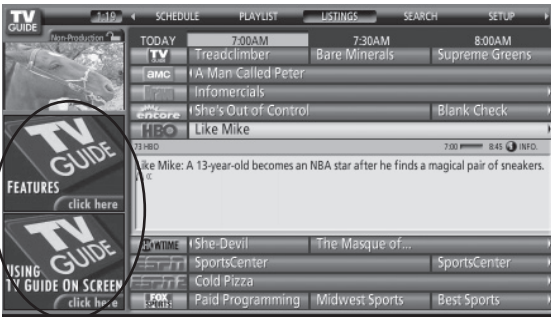 TV GUIDE
1:19 SCHEDULE PLAYLIST LISTINGS SEARCH SETUP
Non-Production
TODAY 7:00AM 7:30AM 8:00AM
TV Treadclimber Bare Minerals Supreme Greens
amc A Man Called Peter
Infomercials
encore She's Out of Control Blank Check
HBO Like Mike
73 HBO 7:00 8:45 INFO.
Like Mike: A 13-year-old becomes an NBA star after he finds a magical pair of sneakers.
TV GUIDE
FEATURES
click here
SHOWTIME She-Devil The Masque of...
ESPN SportsCenter SportsCenter
ESPN2 Cold Pizza
FOX SPORTS Paid Programming Midwest Sports Best Sports
TV GUIDE
USING
TV GUIDE ON SCREEN
click here